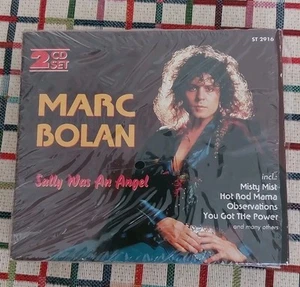 2 CD
SET
ST 2916
MARC
BOLAN
Sally Was An Angel
incl.:
Misty Mist
Hot Rod Mama
Observations
You Got The Power
and many others